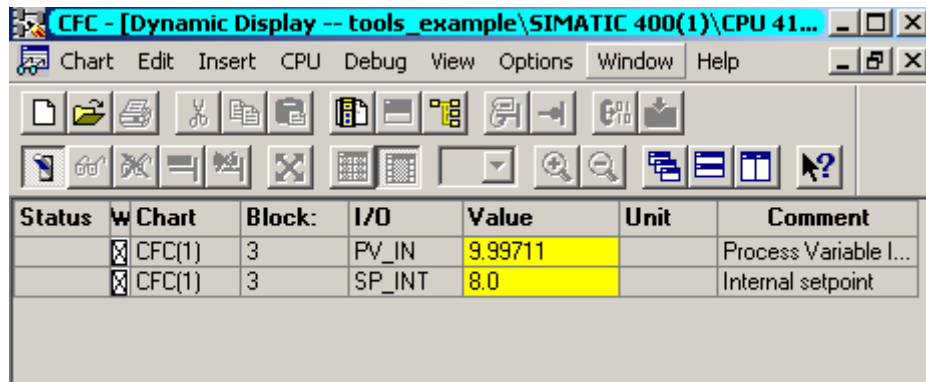 CFC - [Dynamic Display -- tools_example\SIMATIC 400(1)\CPU 41...
Chart Edit Insert CPU Debug View Options Window Help
Status W Chart Block: I/O Value Unit Comment
CFC(1) 3 PV_IN 9.99711 Process Variable I...
CFC(1) 3 SP_INT 8.0 Internal setpoint